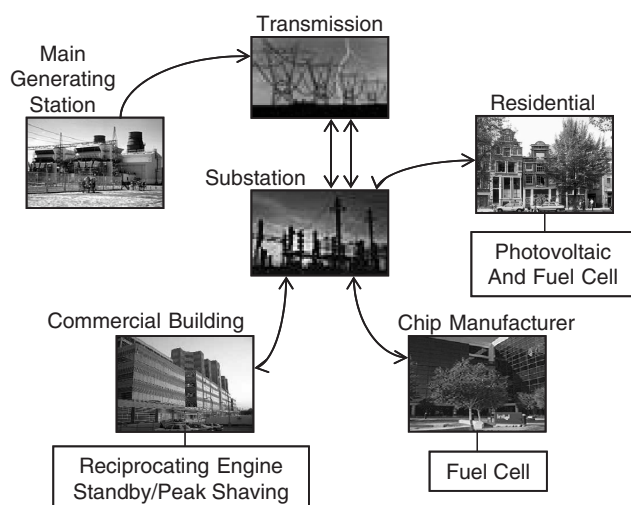 Transmission
Main
Generating
Station
Residential
Substation
Photovoltaic
And Fuel Cell
Commercial Building
Chip Manufacturer
Reciprocating Engine
Standby/Peak Shaving
Fuel Cell